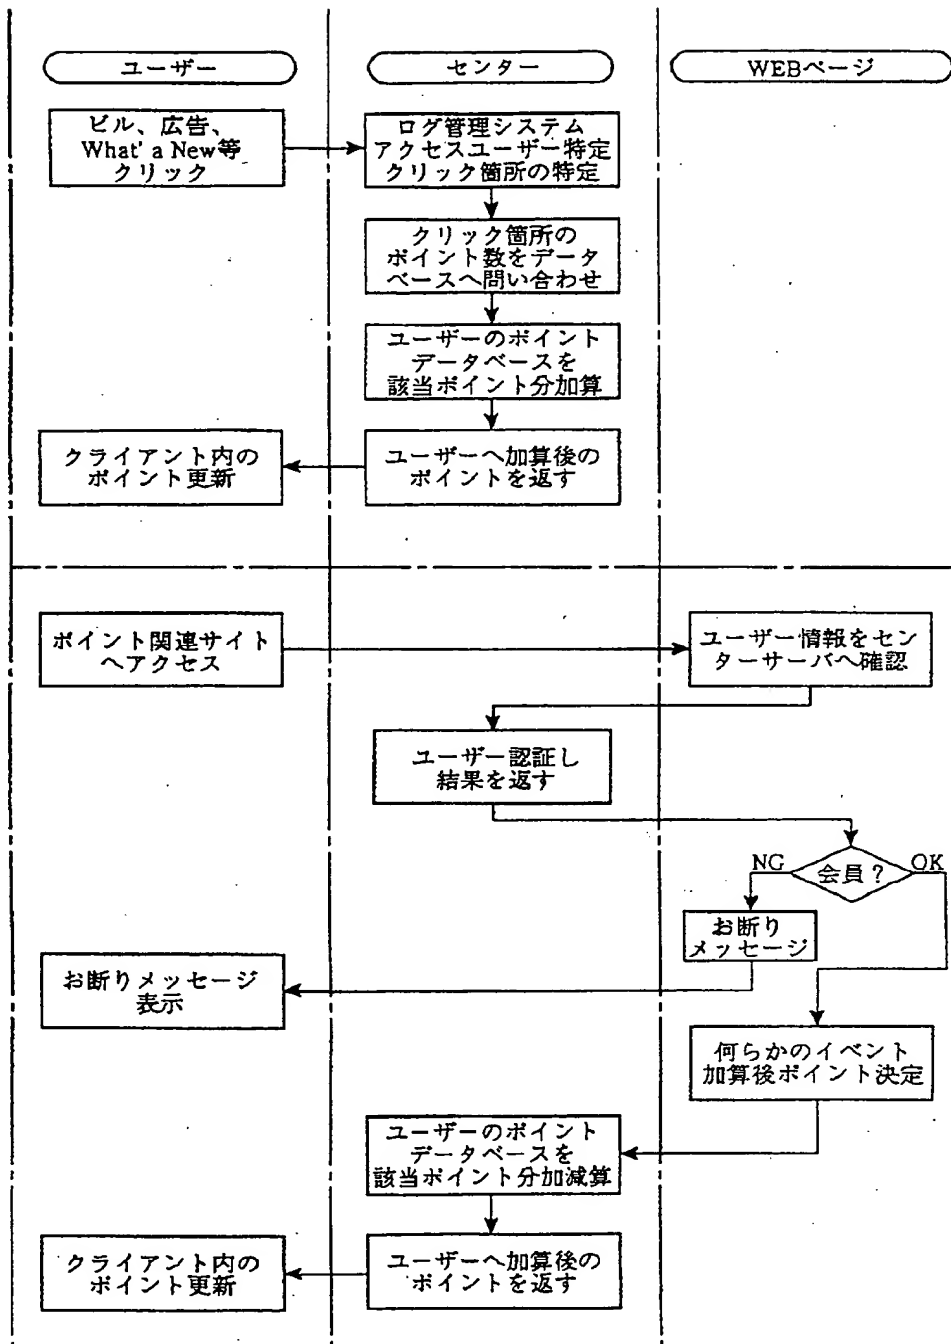 ユーザー
センター
WEBページ
ビル、広告、
What' a New等
クリック
ログ管理システム
アクセスユーザー特定
クリック箇所の特定
クリック箇所の
ポイント数をデータ
ベースへ問い合わせ
ユーザーのポイント
データベースを
該当ポイント分加算
ユーザーへ加算後の
ポイントを返す
クライアント内の
ポイント更新
ポイント関連サイト
へアクセス
ユーザー情報をセン
ターサーバへ確認
ユーザー認証し
結果を返す
会員？
NG
OK
お断り
メッセージ
お断りメッセージ
表示
何らかのイベント
加算後ポイント決定
ユーザーのポイント
データベースを
該当ポイント分加減算
ユーザーへ加算後の
ポイントを返す
クライアント内の
ポイント更新